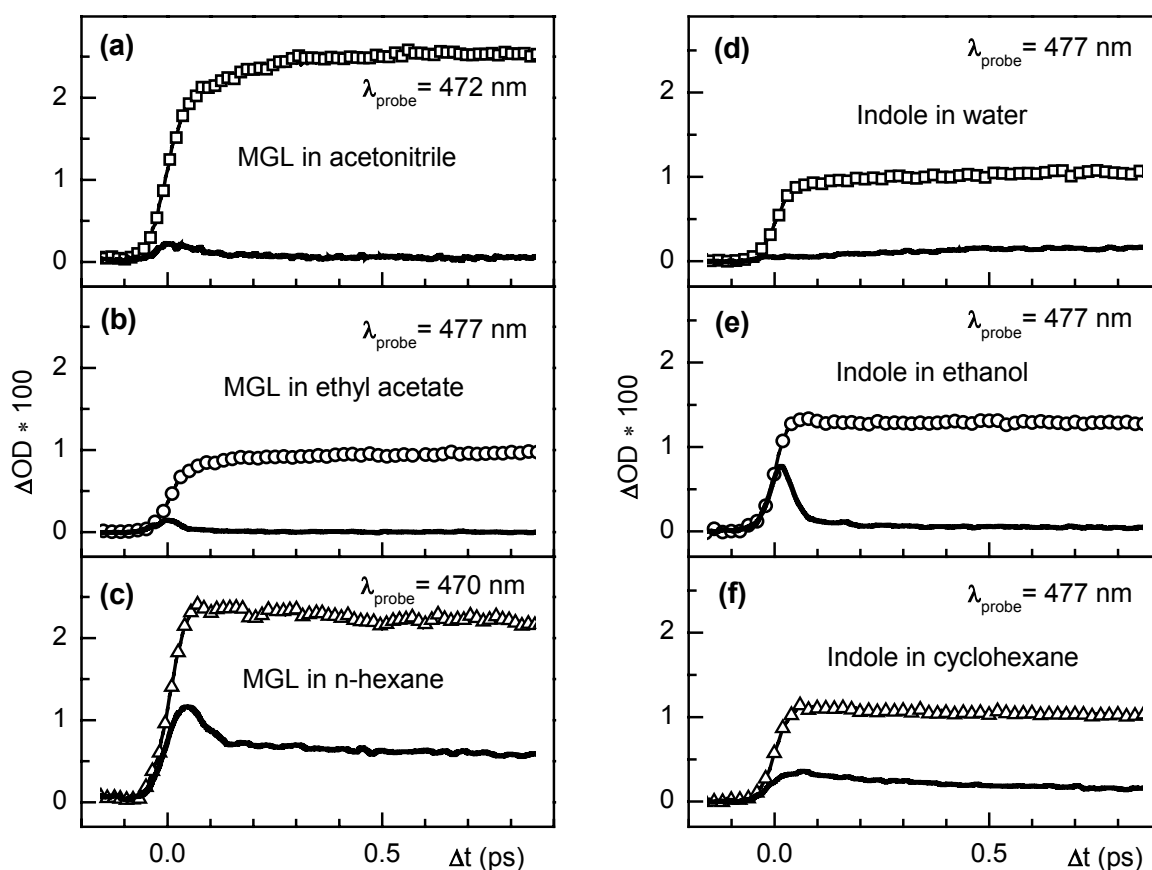 (a)
λprobe = 472 nm
MGL in acetonitrile
2
1
0
(b)
λprobe = 477 nm
MGL in ethyl acetate
2
1
0
ΔOD * 100
(c)
λprobe = 470 nm
MGL in n-hexane
2
1
0
0.0
0.5
Δt (ps)
(d)
λprobe = 477 nm
Indole in water
2
1
0
(e)
λprobe = 477 nm
Indole in ethanol
2
1
0
ΔOD * 100
(f)
λprobe = 477 nm
Indole in cyclohexane
2
1
0
0.0
0.5
Δt (ps)